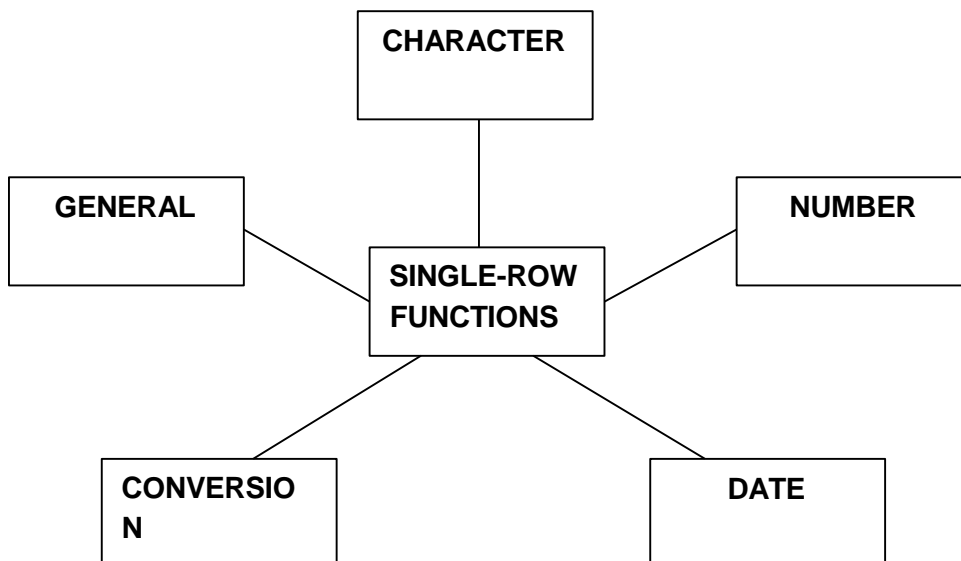 CHARACTER
GENERAL
NUMBER
SINGLE-ROW
FUNCTIONS
CONVERSIO
N
DATE